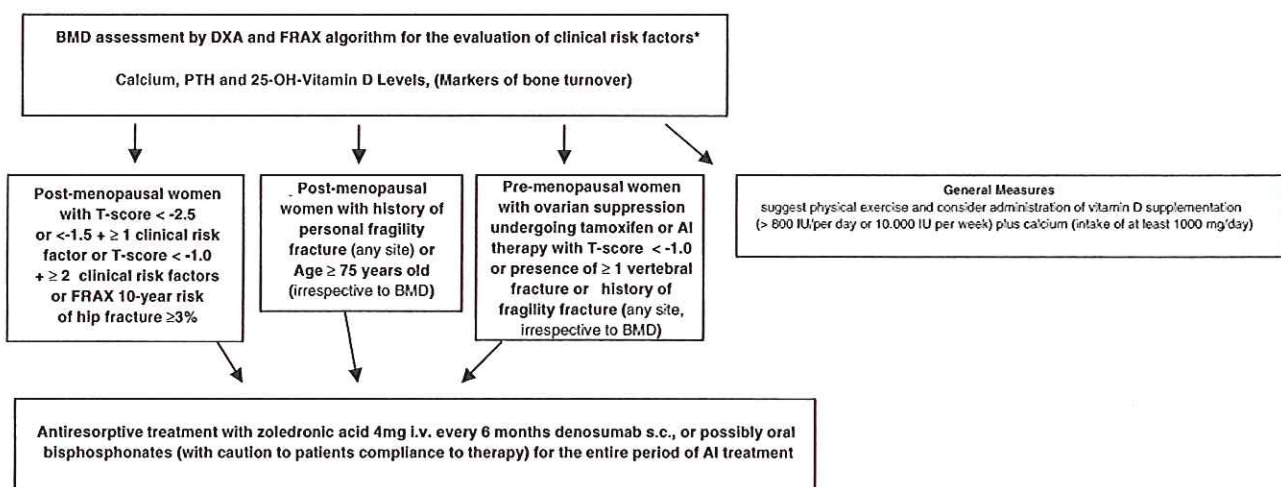 BMD assessment by DXA and FRAX algorithm for the evaluation of clinical risk factors*
Calcium, PTH and 25-OH-Vitamin D Levels, (Markers of bone turnover)
Post-menopausal women
with T-score < -2.5
or <-1.5 + ≥ 1 clinical risk
factor or T-score < -1.0
+ ≥ 2 clinical risk factors
or FRAX 10-year risk
of hip fracture ≥3%
Post-menopausal
women with history of
personal fragility
fracture (any site) or
Age ≥ 75 years old
(irrespective to BMD)
Pre-menopausal women
with ovarian suppression
undergoing tamoxifen or AI
therapy with T-score < -1.0
or presence of ≥ 1 vertebral
fracture or history of
fragility fracture (any site,
irrespective to BMD)
General Measures
suggest physical exercise and consider administration of vitamin D supplementation
(> 800 IU/per day or 10.000 IU per week) plus calcium (intake of at least 1000 mg/day)
Antiresorptive treatment with zoledronic acid 4mg i.v. every 6 months denosumab s.c., or possibly oral
bisphosphonates (with caution to patients compliance to therapy) for the entire period of AI treatment